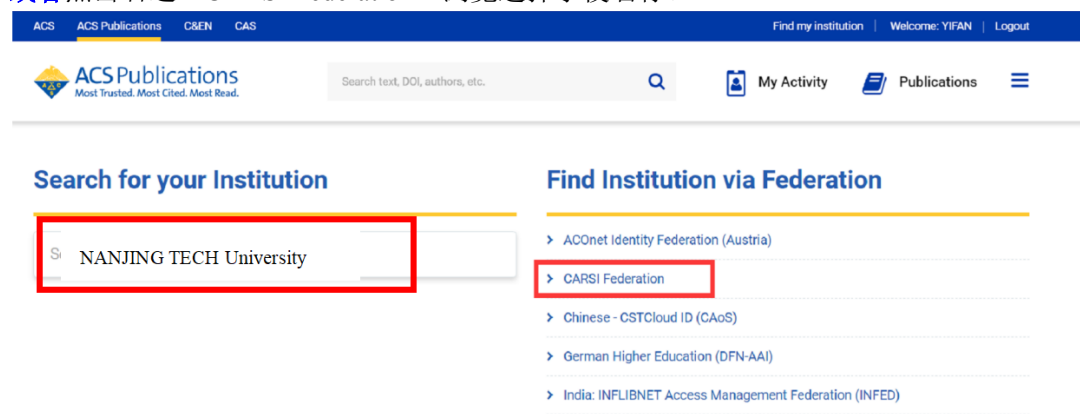 ACS ACS Publications C&EN CAS Find my institution | Welcome: YIFAN | Logout
ACS Publications
Most Trusted. Most Cited. Most Read.
Search text, DOI, authors, etc.
My Activity
Publications
Search for your Institution
NANJING TECH University
Find Institution via Federation
ACOnet Identity Federation (Austria)
CARSI Federation
Chinese - CSTCloud ID (CAoS)
German Higher Education (DFN-AAI)
India: INFLIBNET Access Management Federation (INFED)